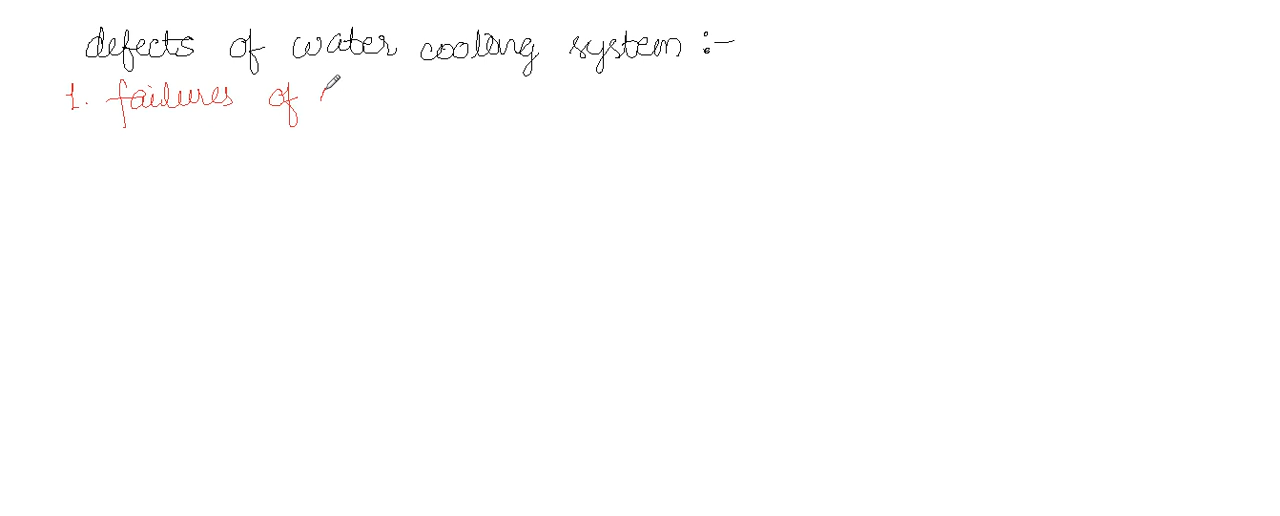 defects of water cooling system :-
1. failures of